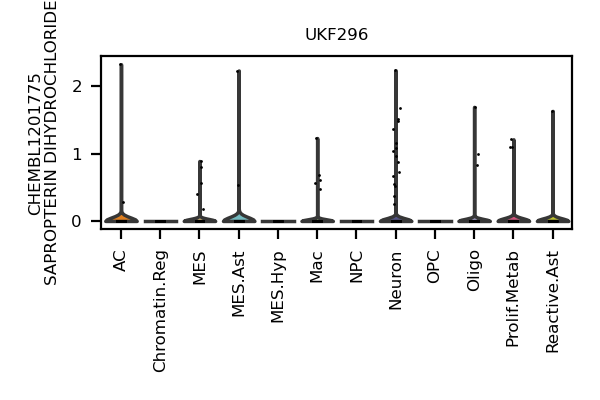 UKF296
CHEMBL1201775
SAPROPTERIN DIHYDROCHLORIDE
2
1
0
AC
Chromatin.Reg
MES
MES.Ast
MES.Hyp
Mac
NPC
Neuron
OPC
Oligo
Prolif.Metab
Reactive.Ast